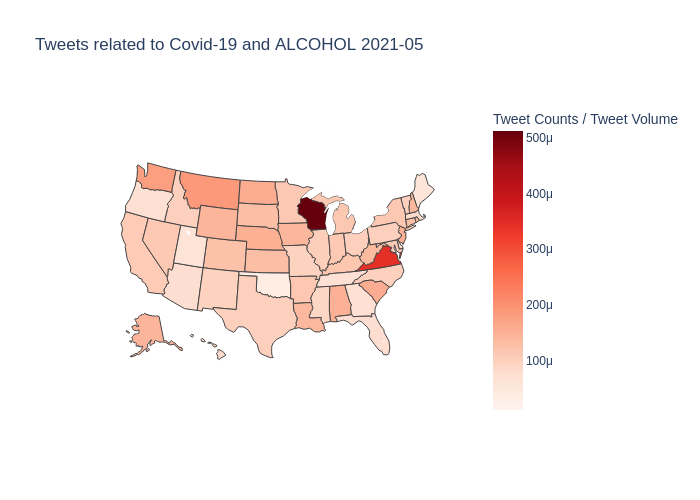 Tweets related to Covid-19 and ALCOHOL 2021-05
Tweet Counts / Tweet Volume
500μ
400μ
300μ
200μ
100μ